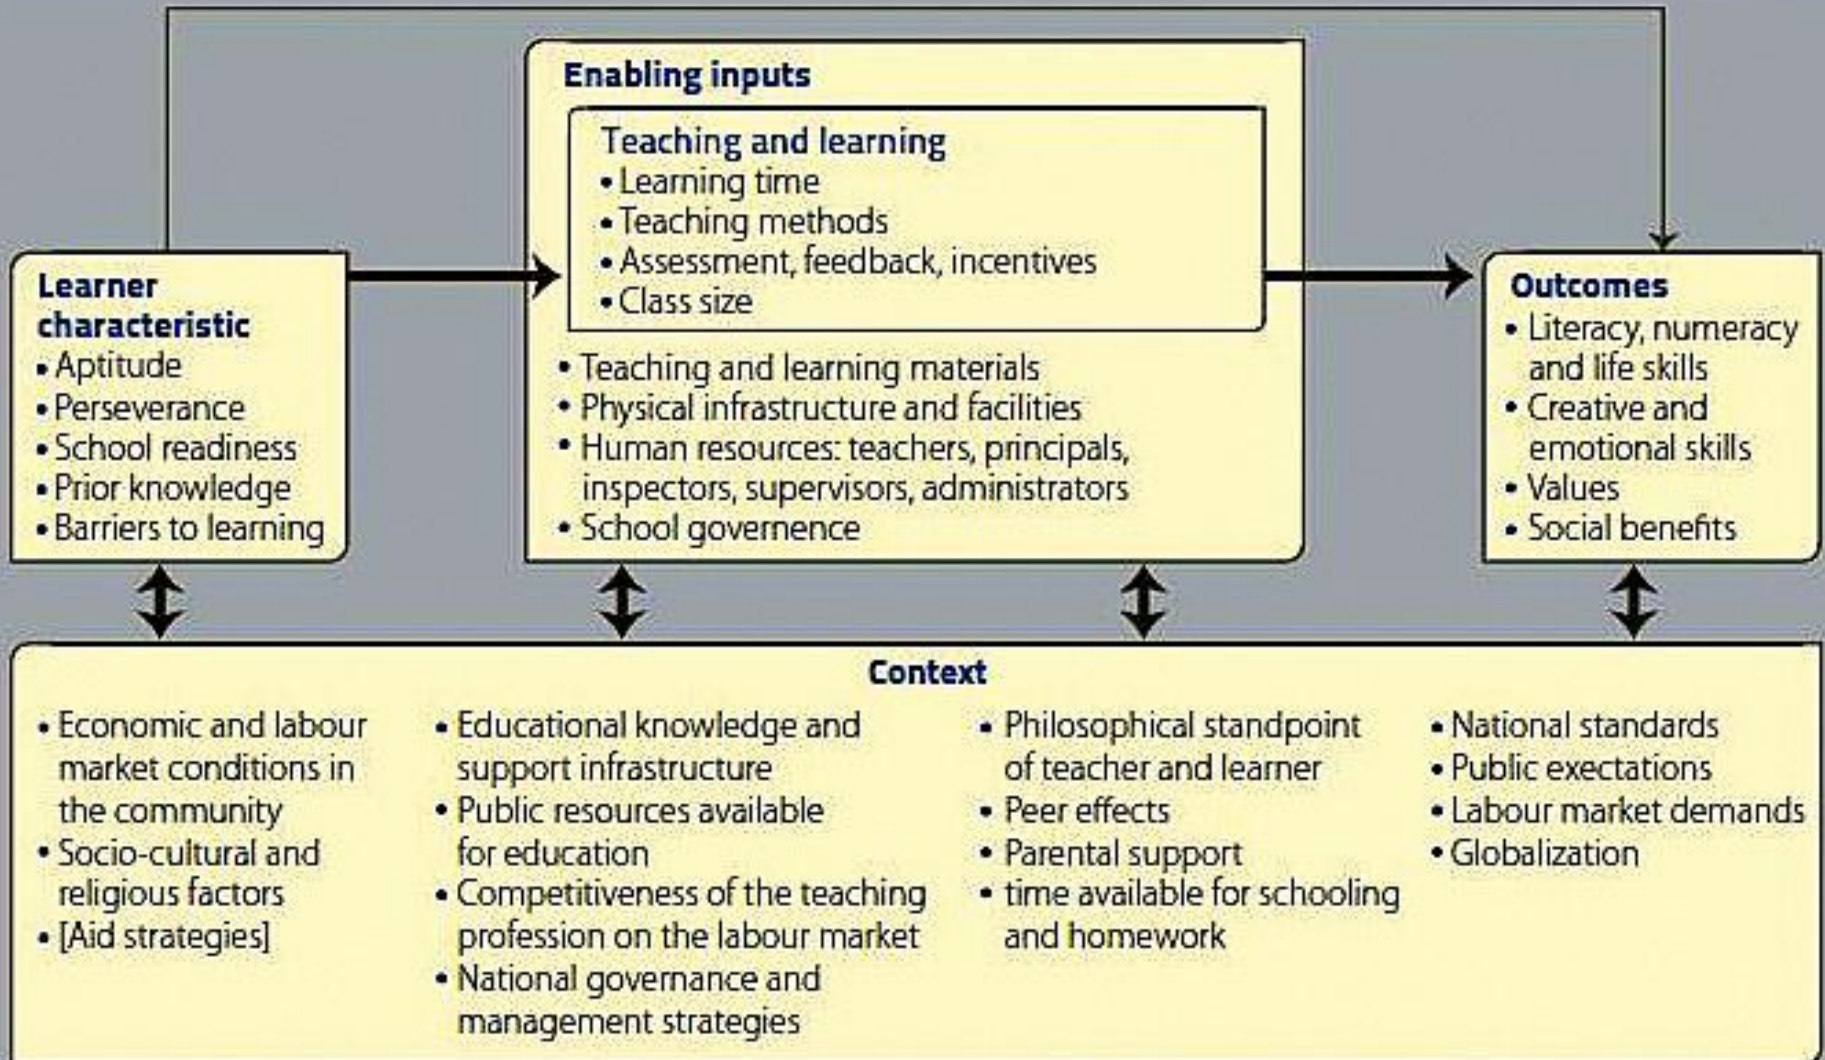 Enabling inputs
Teaching and learning
• Learning time
• Teaching methods
• Assessment, feedback, incentives
• Class size
• Teaching and learning materials
• Physical infrastructure and facilities
• Human resources: teachers, principals,
inspectors, supervisors, administrators
• School governence
Learner
characteristic
• Aptitude
• Perseverance
• School readiness
• Prior knowledge
• Barriers to learning
Outcomes
• Literacy, numeracy
and life skills
• Creative and
emotional skills
• Values
• Social benefits
Context
• Economic and labour
market conditions in
the community
• Socio-cultural and
religious factors
• [Aid strategies]
• Educational knowledge and
support infrastructure
• Public resources available
for education
• Competitiveness of the teaching
profession on the labour market
• National governance and
management strategies
• Philosophical standpoint
of teacher and learner
• Peer effects
• Parental support
• time available for schooling
and homework
• National standards
• Public exectations
• Labour market demands
• Globalization